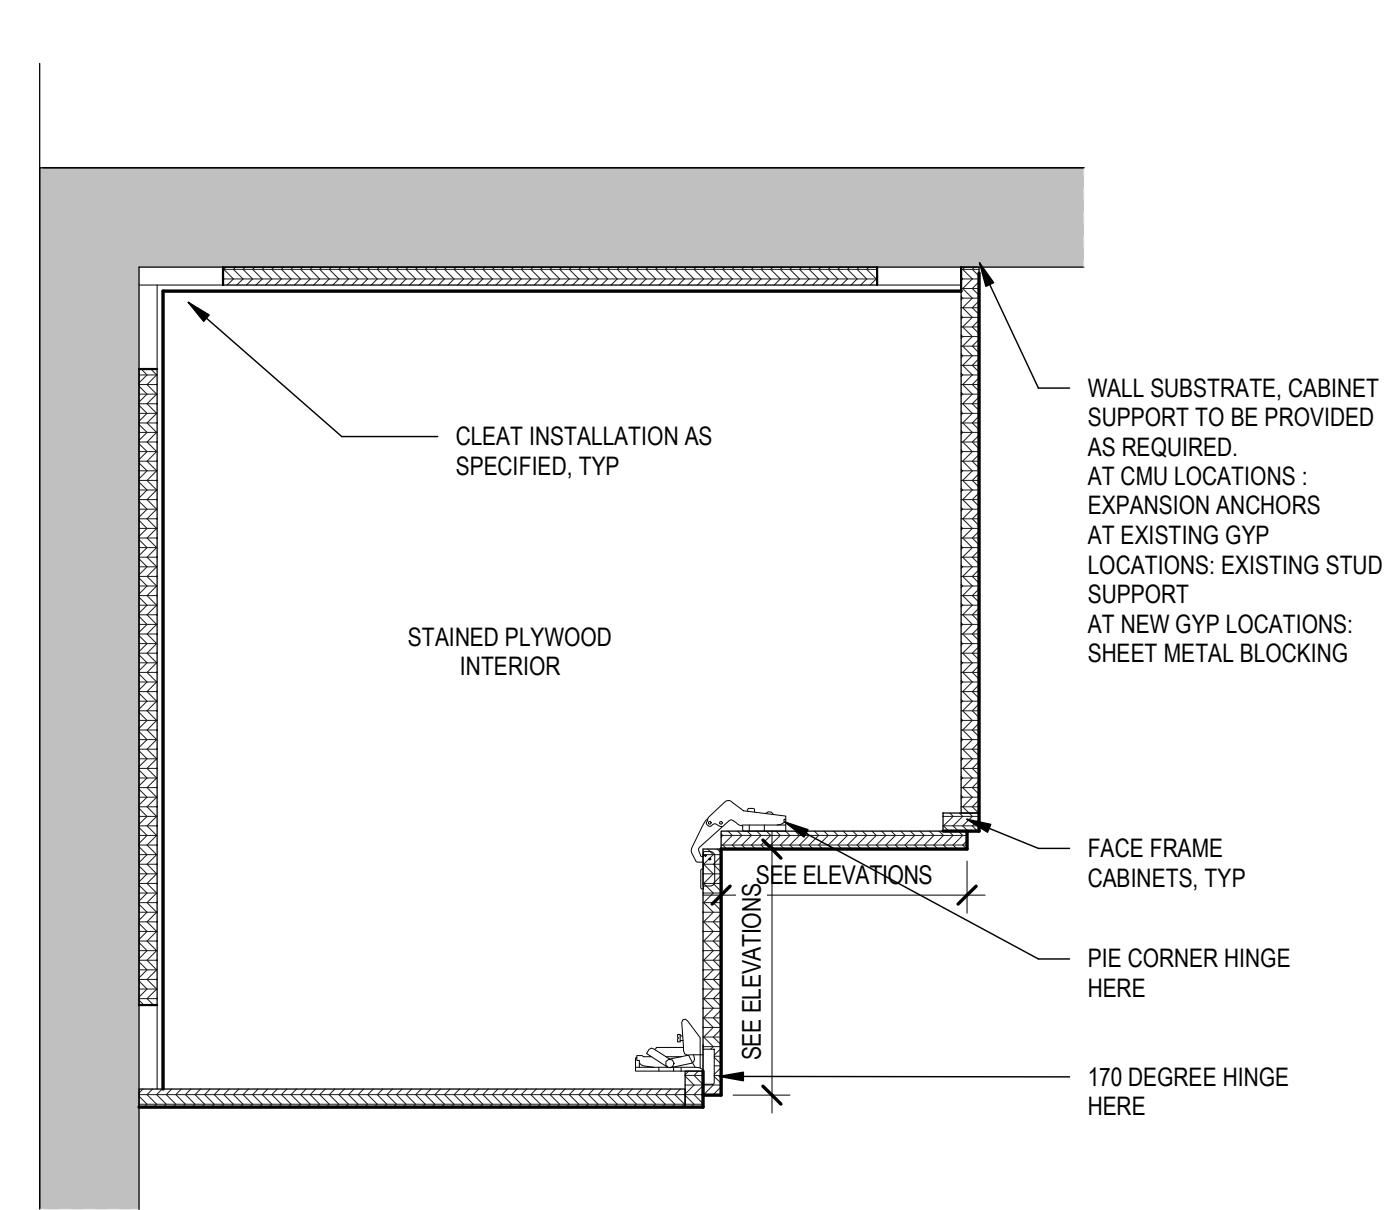 CLEAT INSTALLATION AS
SPECIFIED, TYP
STAINED PLYWOOD
INTERIOR
WALL SUBSTRATE, CABINET
SUPPORT TO BE PROVIDED
AS REQUIRED.
AT CMU LOCATIONS :
EXPANSION ANCHORS
AT EXISTING GYP
LOCATIONS: EXISTING STUD
SUPPORT
AT NEW GYP LOCATIONS:
SHEET METAL BLOCKING
FACE FRAME
CABINETS, TYP
SEE ELEVATIONS
SEE ELEVATIONS
PIE CORNER HINGE
HERE
170 DEGREE HINGE
HERE